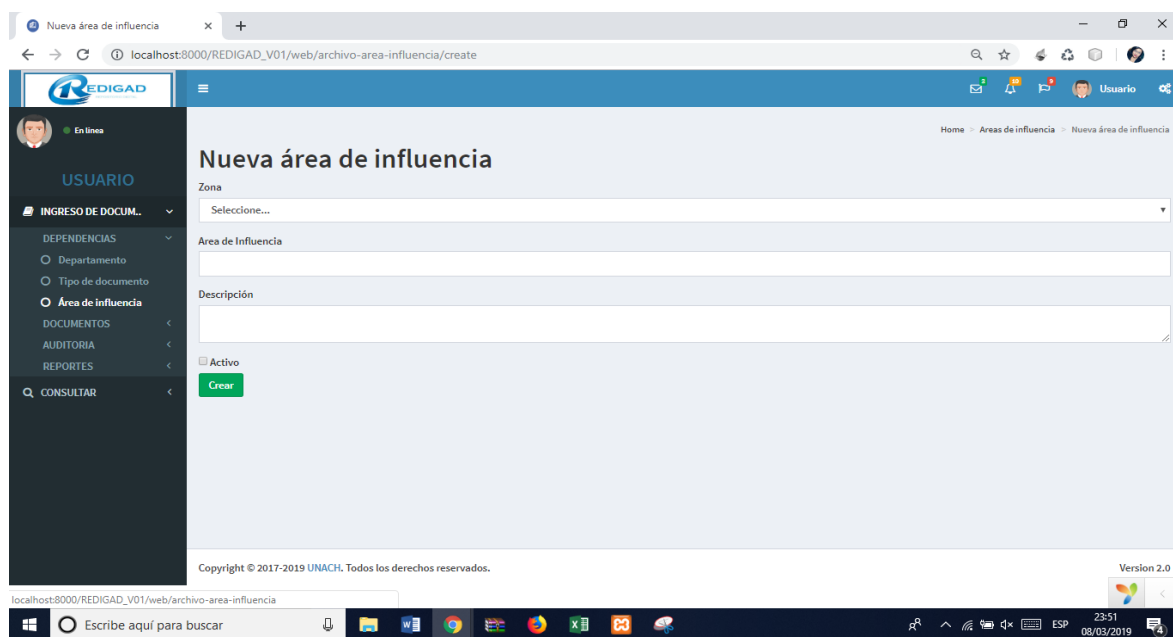 Nueva área de influencia
localhost:8000/REDIGAD_V01/web/archivo-area-influencia/create
REDIGAD
3 10 9 Usuario
En línea
Home > Areas de influencia > Nueva área de influencia
Nueva área de influencia
USUARIO
Zona
INGRESO DE DOCUM..
Seleccione...
DEPENDENCIAS
Area de Influencia
Departamento
Tipo de documento
Descripción
Área de influencia
DOCUMENTOS
AUDITORIA
Activo
REPORTES
Crear
CONSULTAR
Copyright © 2017-2019 UNACH. Todos los derechos reservados.
Version 2.0
localhost:8000/REDIGAD_V01/web/archivo-area-influencia
Escribe aquí para buscar
ESP
23:51
08/03/2019
4